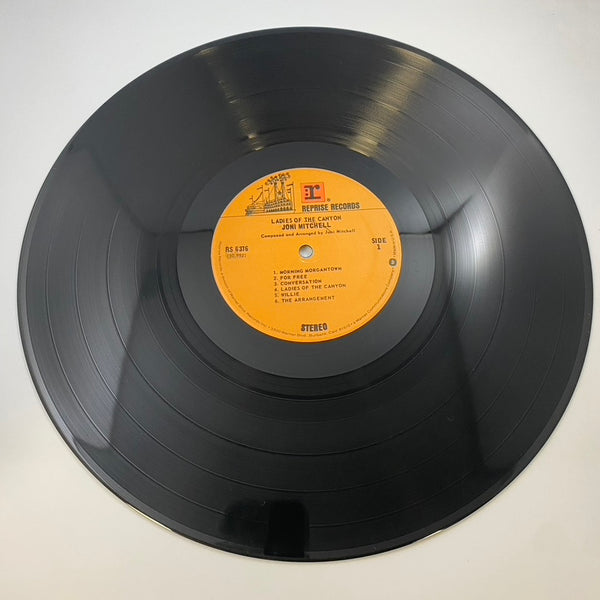 r
REPRISE RECORDS
LADIES OF THE CANYON
JONI MITCHELL
Composed and Arranged by Joni Mitchell
RS 6376
SIDE
1
1. MORNING MORGANTOWN
2. FOR FREE
3. CONVERSATION
4. LADIES OF THE CANYON
5. WILLIE
6. THE ARRANGEMENT
STEREO